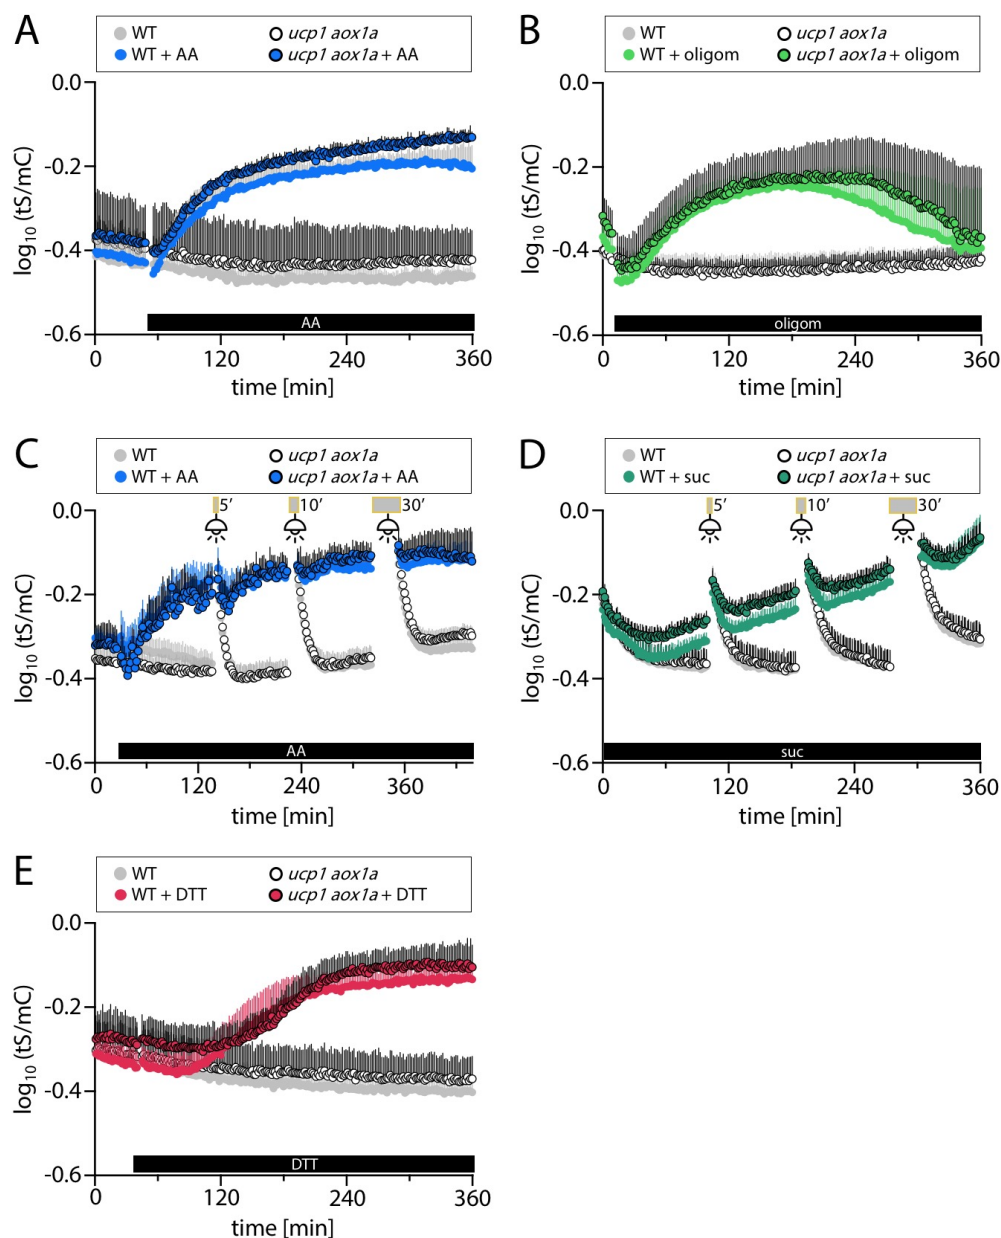 A
WT
ucp1 aox1a
WT + AA
ucp1 aox1a + AA
0.0
-0.2
-0.4
-0.6
log10 (tS/mC)
AA
0
120
240
360
time [min]
B
WT
ucp1 aox1a
WT + oligom
ucp1 aox1a + oligom
0.0
-0.2
-0.4
-0.6
log10 (tS/mC)
oligom
0
120
240
360
time [min]
C
WT
ucp1 aox1a
WT + AA
ucp1 aox1a + AA
5′
10′
30′
0.0
-0.2
-0.4
-0.6
log10 (tS/mC)
AA
0
120
240
360
time [min]
D
WT
ucp1 aox1a
WT + suc
ucp1 aox1a + suc
5′
10′
30′
0.0
-0.2
-0.4
-0.6
log10 (tS/mC)
suc
0
120
240
360
time [min]
E
WT
ucp1 aox1a
WT + DTT
ucp1 aox1a + DTT
0.0
-0.2
-0.4
-0.6
log10 (tS/mC)
DTT
0
120
240
360
time [min]